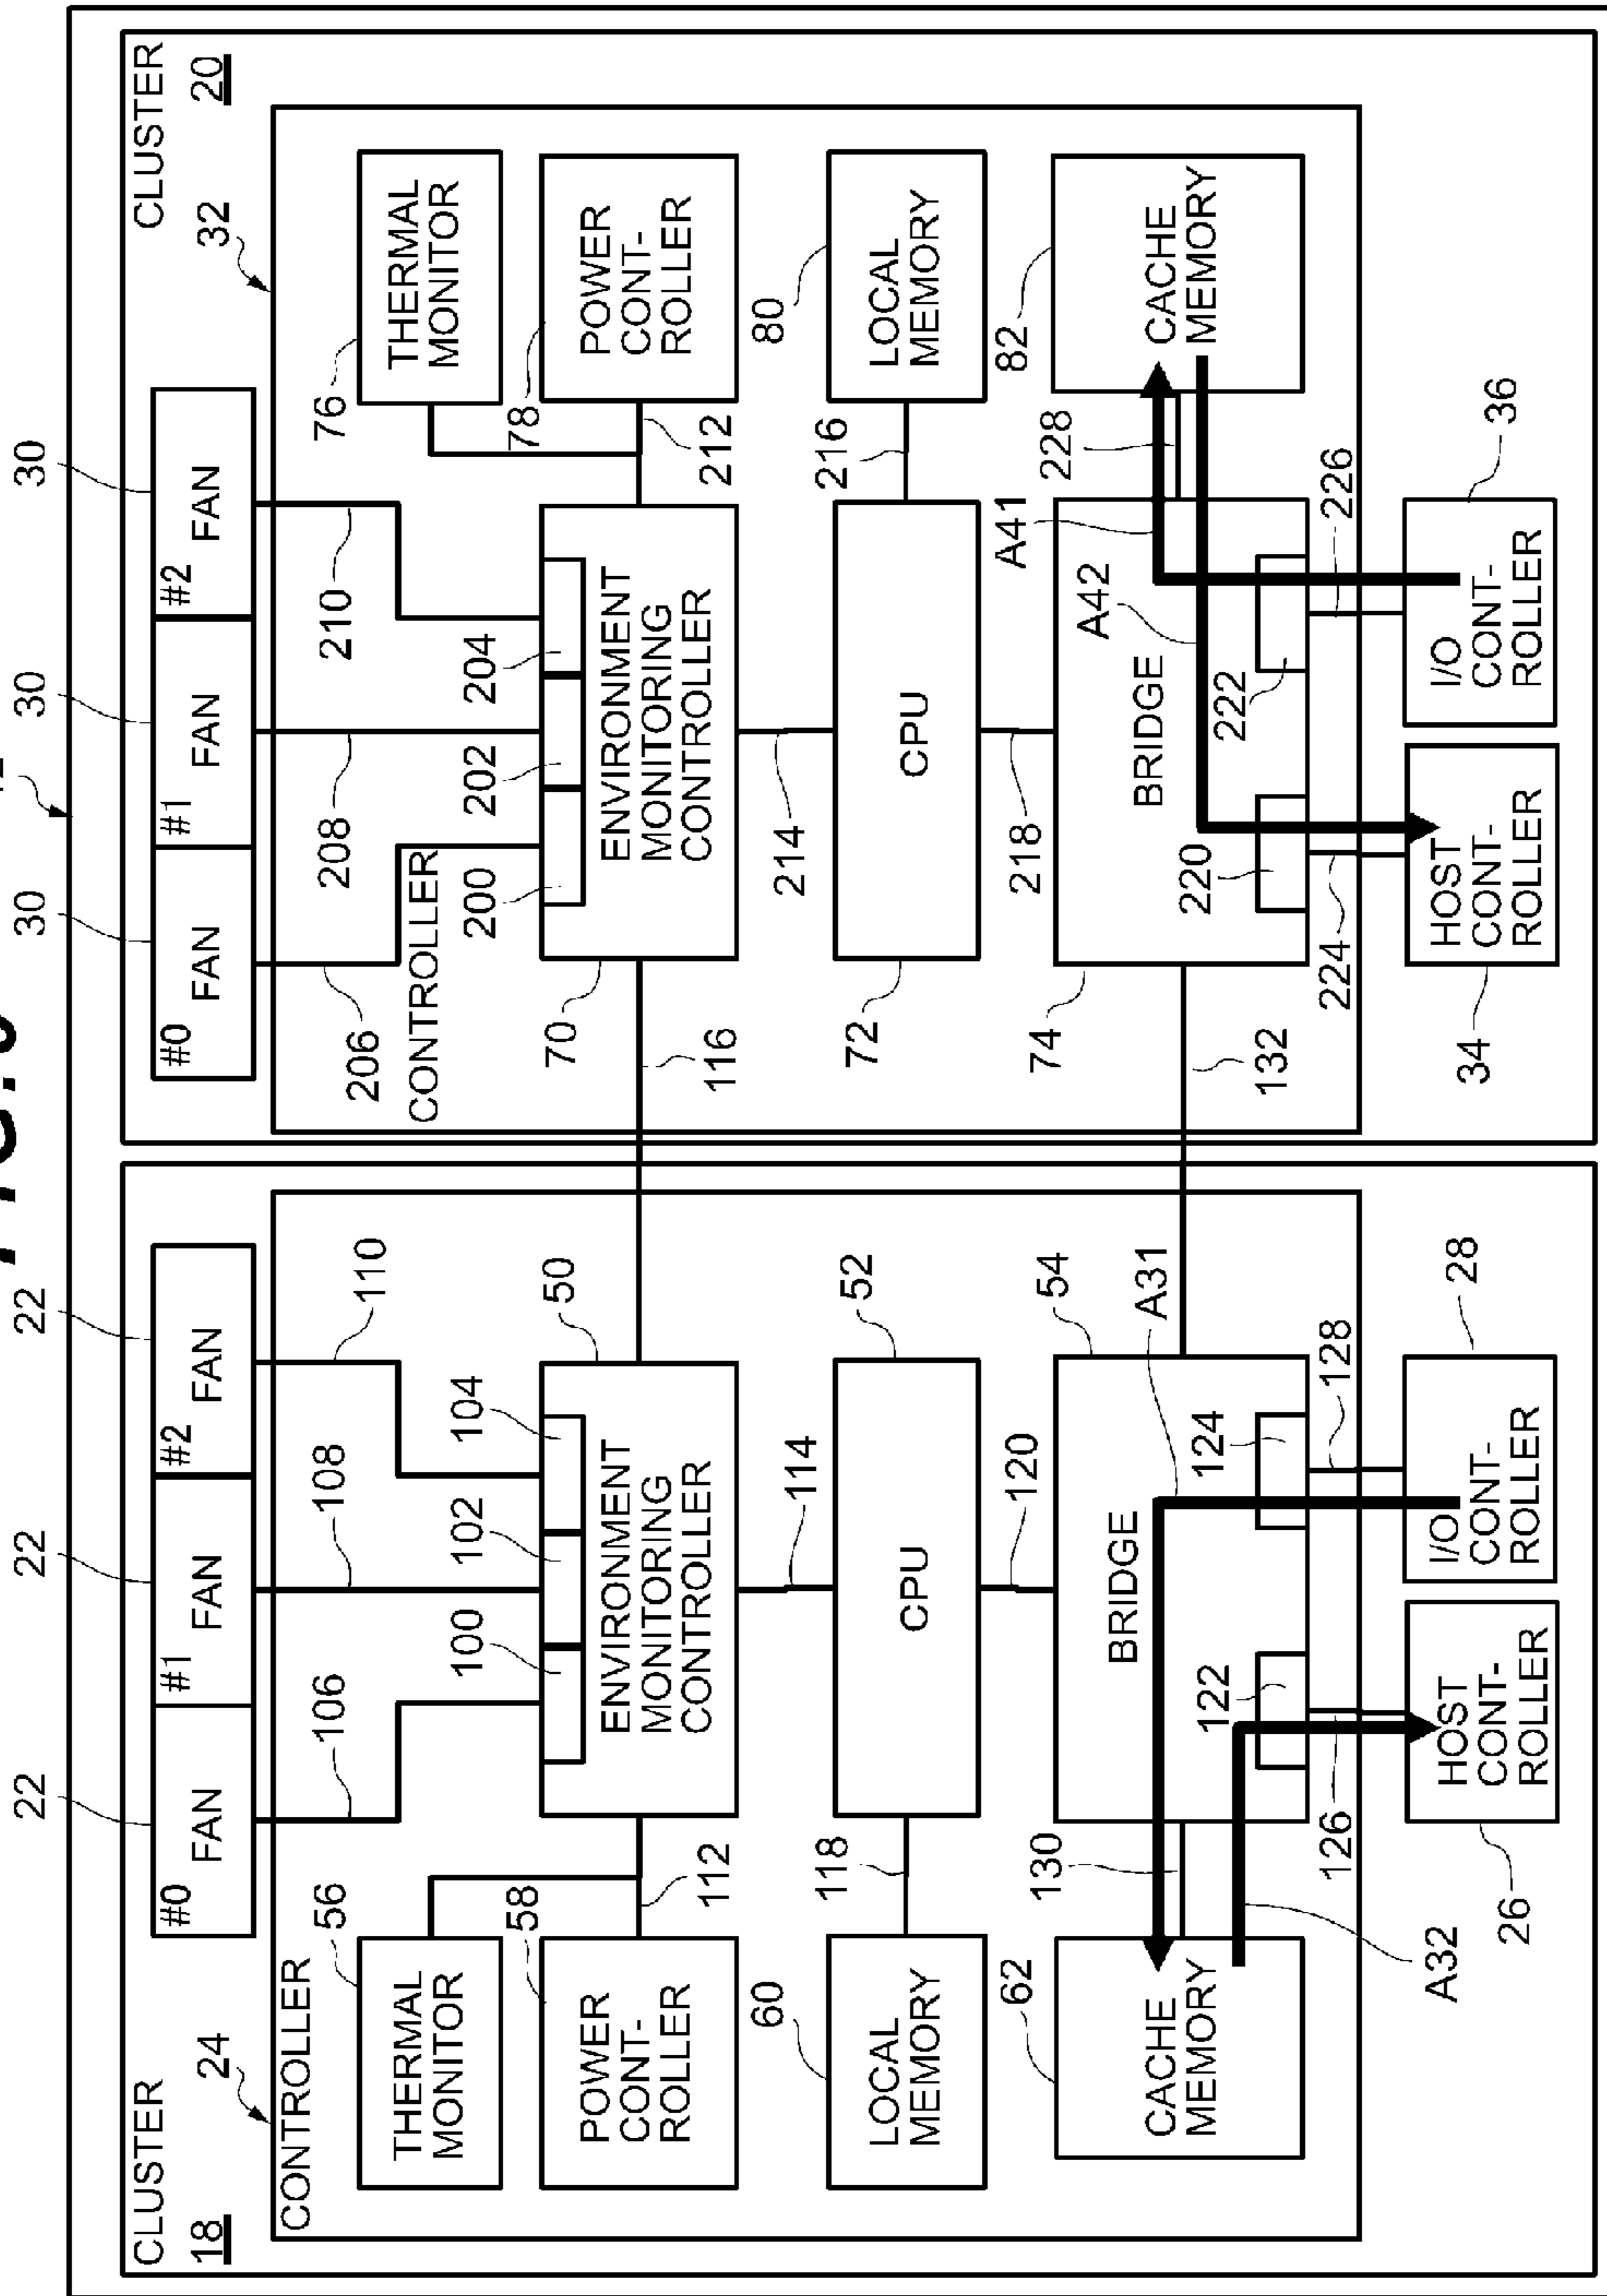 22
22
22
30
30
30
CLUSTER
18
#0
FAN
#1
FAN
#2
FAN
24
CONTROLLER
106
108
110
56
THERMAL
MONITOR
58
POWER
CONT-
ROLLER
112
100
102
104
50
ENVIRONMENT
MONITORING
CONTROLLER
114
60
LOCAL
MEMORY
118
CPU
52
120
62
CACHE
MEMORY
130
BRIDGE
54
A31
122
124
126
128
A32
26
HOST
CONT-
ROLLER
I/O
CONT-
ROLLER
28
116
132
CLUSTER
20
#0
FAN
#1
FAN
#2
FAN
32
CONTROLLER
206
208
210
76
THERMAL
MONITOR
78
POWER
CONT-
ROLLER
212
200
202
204
70
ENVIRONMENT
MONITORING
CONTROLLER
214
80
LOCAL
MEMORY
216
CPU
72
218
82
CACHE
MEMORY
228
BRIDGE
74
A41
A42
220
222
224
226
34
HOST
CONT-
ROLLER
I/O
CONT-
ROLLER
36